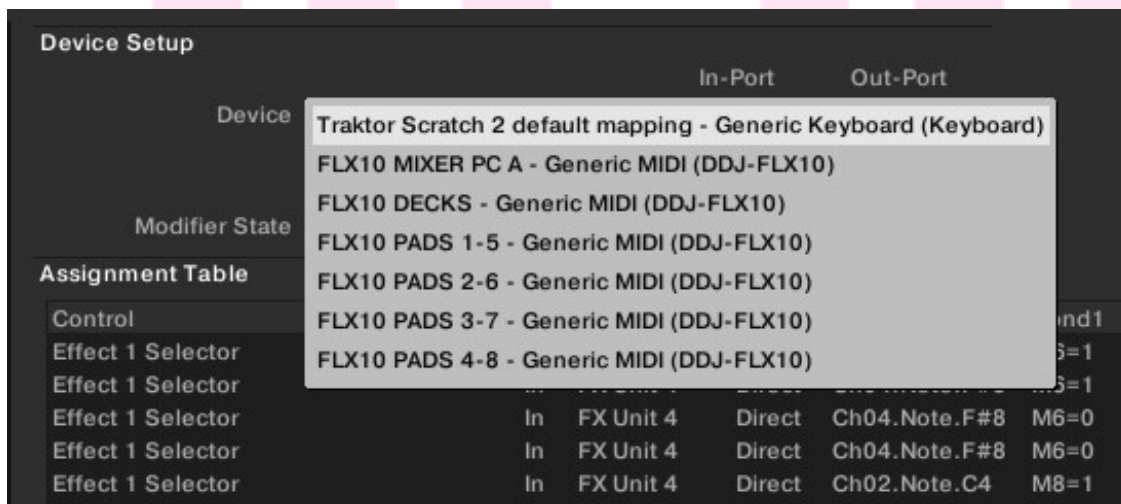 Device Setup
In-Port Out-Port
Device
Traktor Scratch 2 default mapping - Generic Keyboard (Keyboard)
FLX10 MIXER PC A - Generic MIDI (DDJ-FLX10)
FLX10 DECKS - Generic MIDI (DDJ-FLX10)
FLX10 PADS 1-5 - Generic MIDI (DDJ-FLX10)
FLX10 PADS 2-6 - Generic MIDI (DDJ-FLX10)
FLX10 PADS 3-7 - Generic MIDI (DDJ-FLX10)
FLX10 PADS 4-8 - Generic MIDI (DDJ-FLX10)
Modifier State
Assignment Table
Control
Effect 1 Selector
Effect 1 Selector =1
Effect 1 Selector In FX Unit 4 Direct Ch04.Note.F#8 M6=0
Effect 1 Selector In FX Unit 4 Direct Ch04.Note.F#8 M6=0
Effect 1 Selector In FX Unit 4 Direct Ch02.Note.C4 M8=1